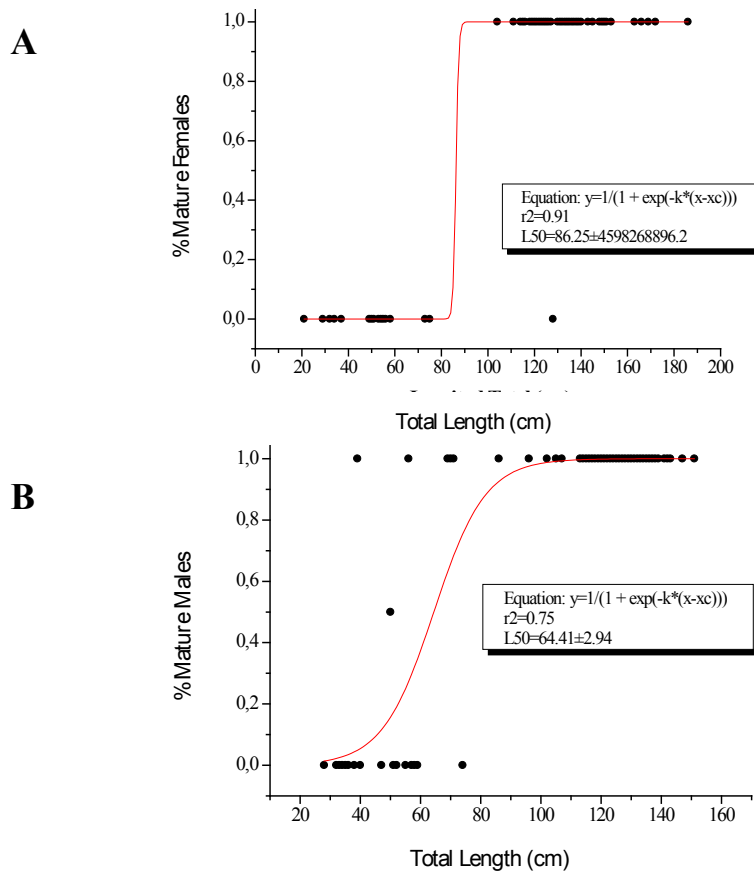 A
% Mature Females
1,0
0,8
0,6
0,4
0,2
0,0
Equation: y=1/(1 + exp(-k*(x-xc)))
r2=0.91
L50=86.25±4598268896.2
0 20 40 60 80 100 120 140 160 180 200
Total Length (cm)
B
% Mature Males
1,0
0,8
0,6
0,4
0,2
0,0
Equation: y=1/(1 + exp(-k*(x-xc)))
r2=0.75
L50=64.41±2.94
20 40 60 80 100 120 140 160
Total Length (cm)